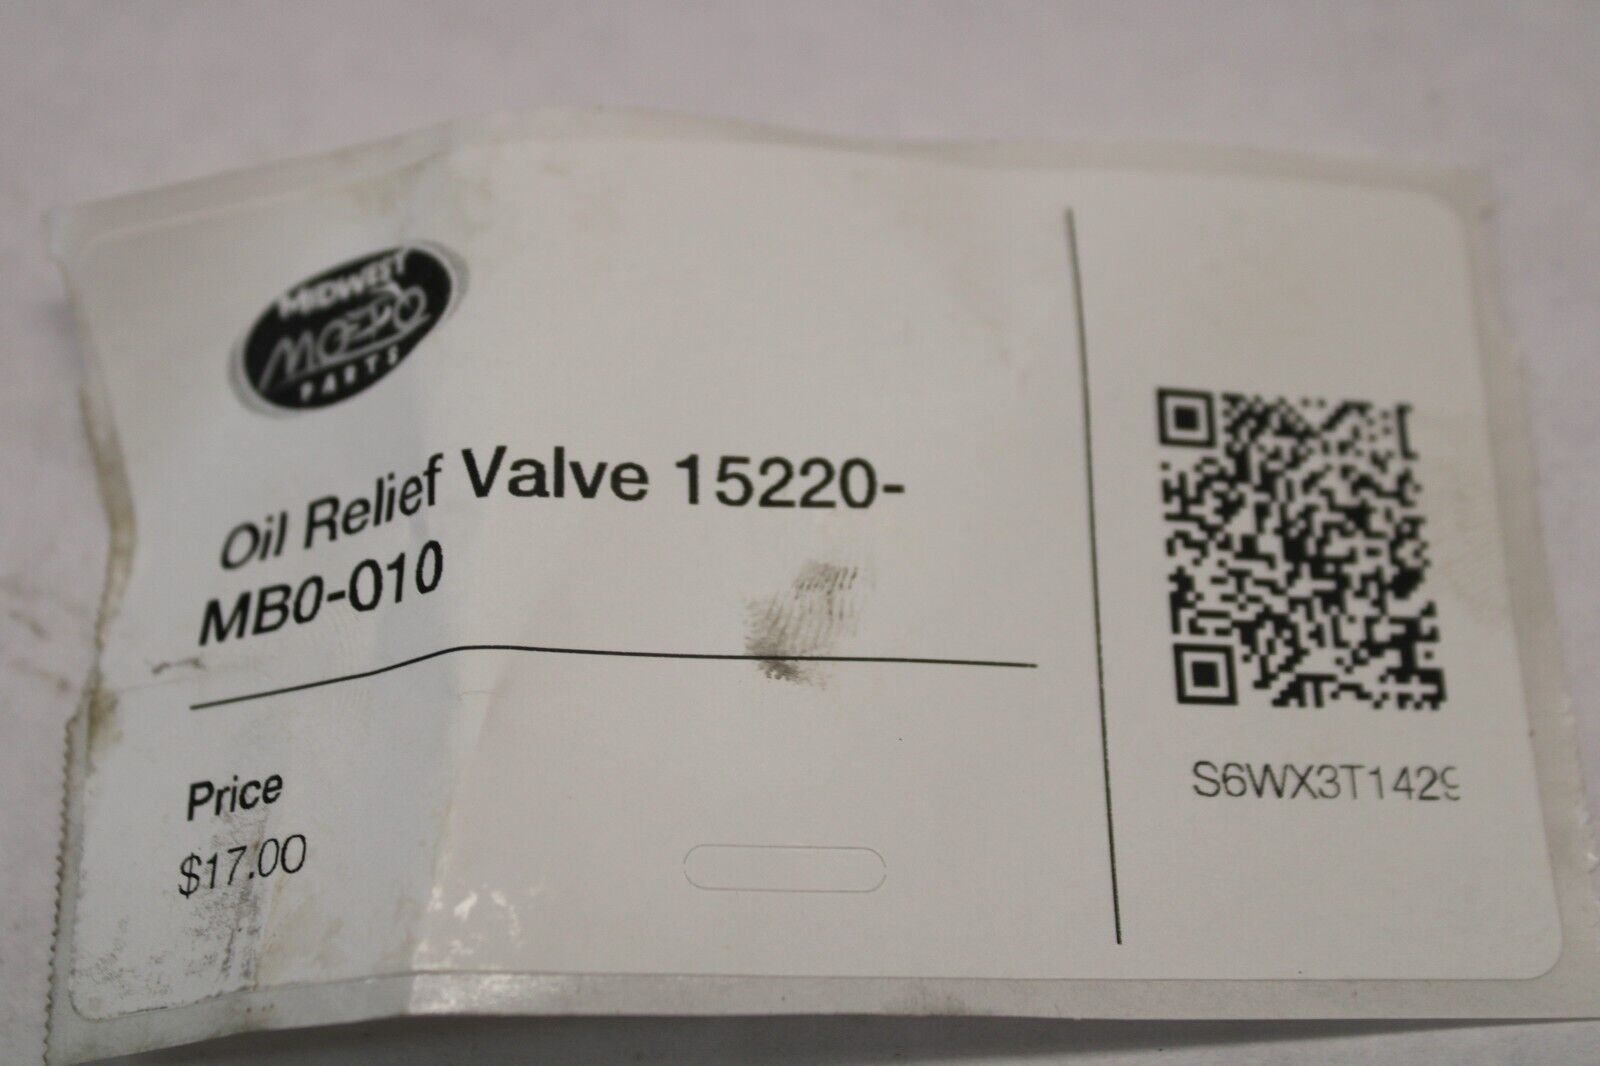 MIDWEST
MOTO
PARTS
Oil Relief Valve 15220-
MB0-010
Price
$17.00
S6WX3T1429